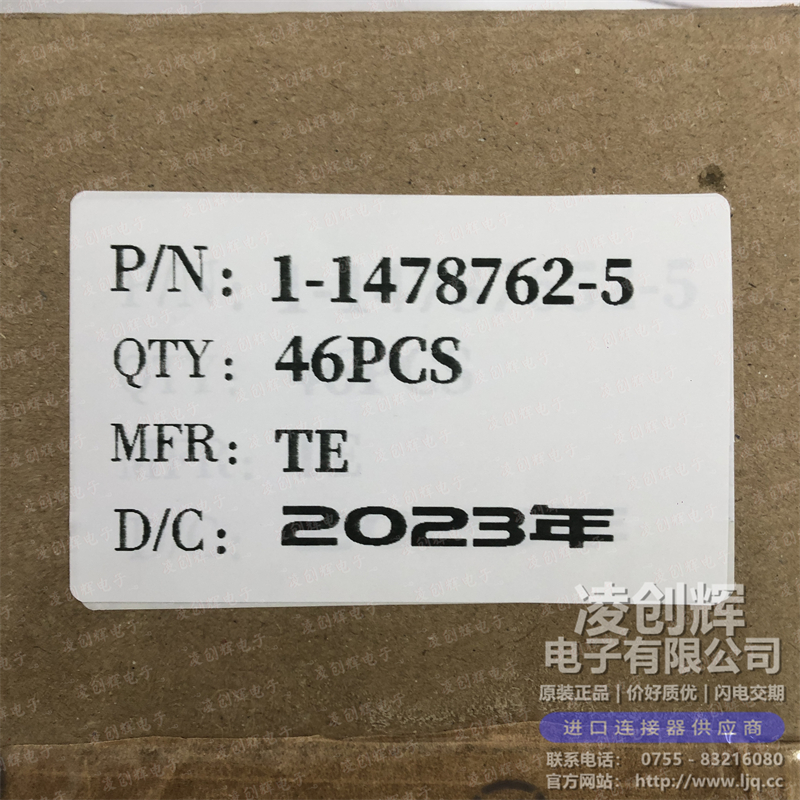 P/N: 1-1478762-5
QTY: 46PCS
MFR: TE
D/C: 2023年
凌创辉
电子有限公司
原装正品 | 价好质优 | 闪电交期
进口连接器供应商
联系电话: 0755 - 83216080
官方网站: http://www.ljq.cc